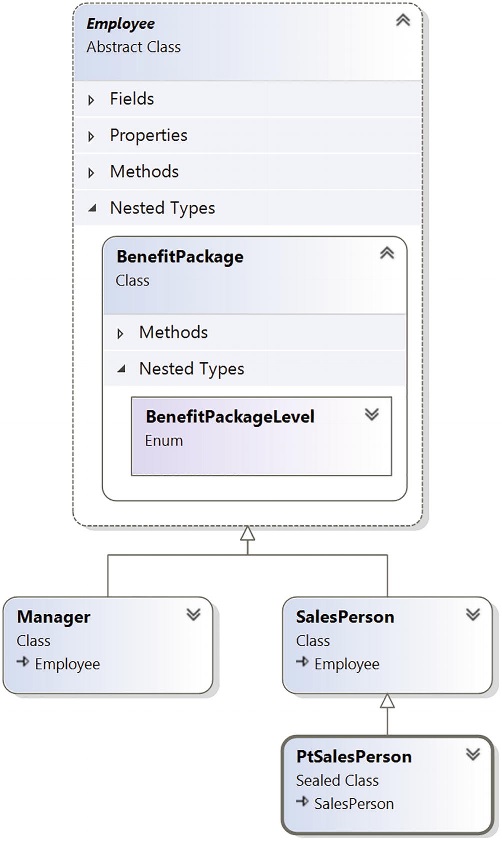 Employee
Abstract Class
Fields
Properties
Methods
Nested Types
BenefitPackage
Class
Methods
Nested Types
BenefitPackageLevel
Enum
Manager
Class
Employee
SalesPerson
Class
Employee
PtSalesPerson
Sealed Class
SalesPerson